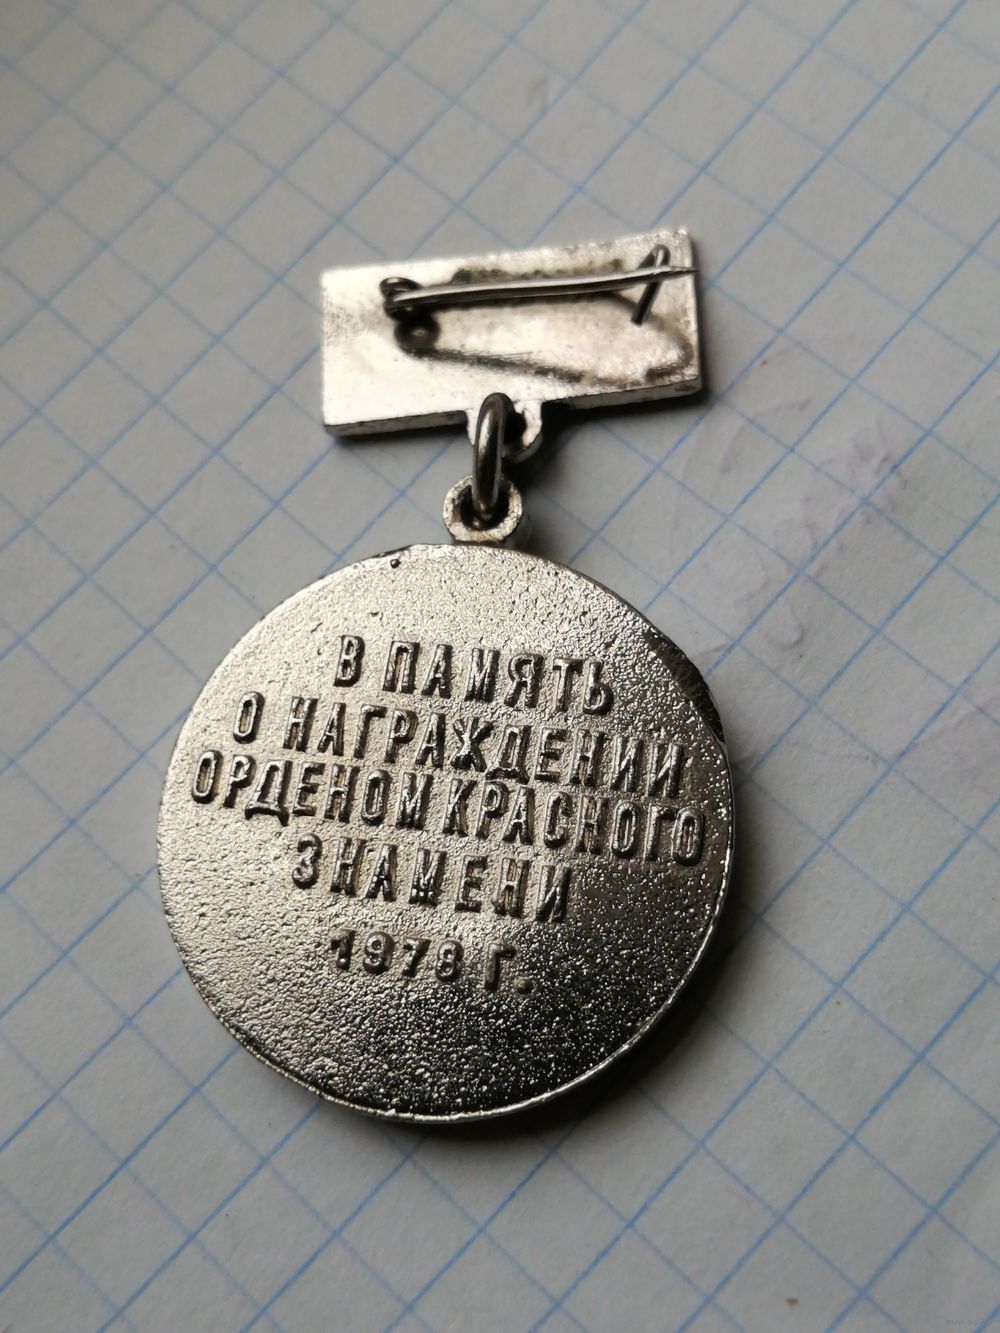 В ПАМЯТЬ
О НАГРАЖДЕНИИ
ОРДЕНОМ КРАСНОГО
ЗНАМЕНИ
1978 Г.